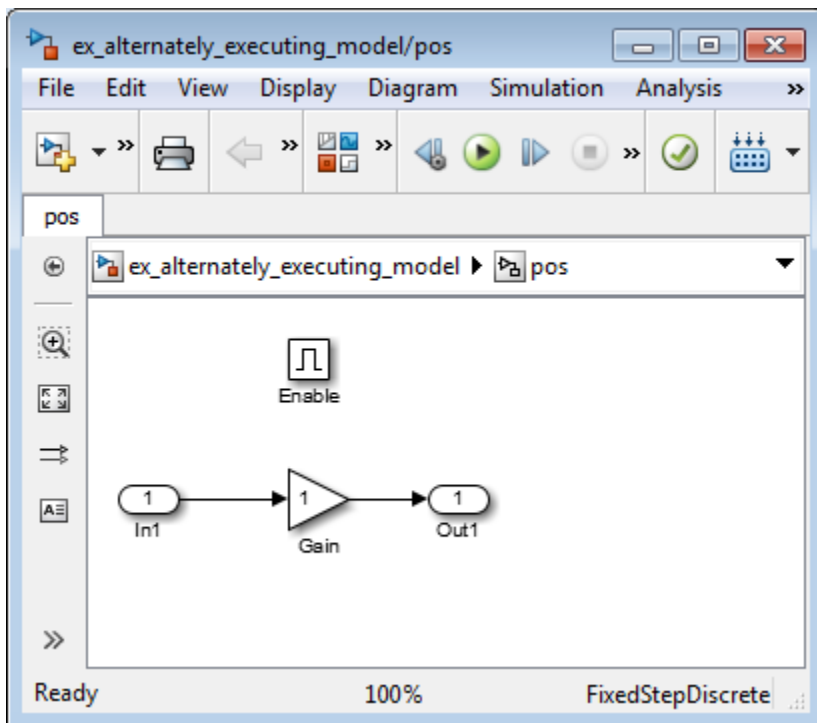 ex_alternately_executing_model/pos
File Edit View Display Diagram Simulation Analysis »
pos
ex_alternately_executing_model pos
Enable
1 1 1
In1 Gain Out1
Ready 100% FixedStepDiscrete